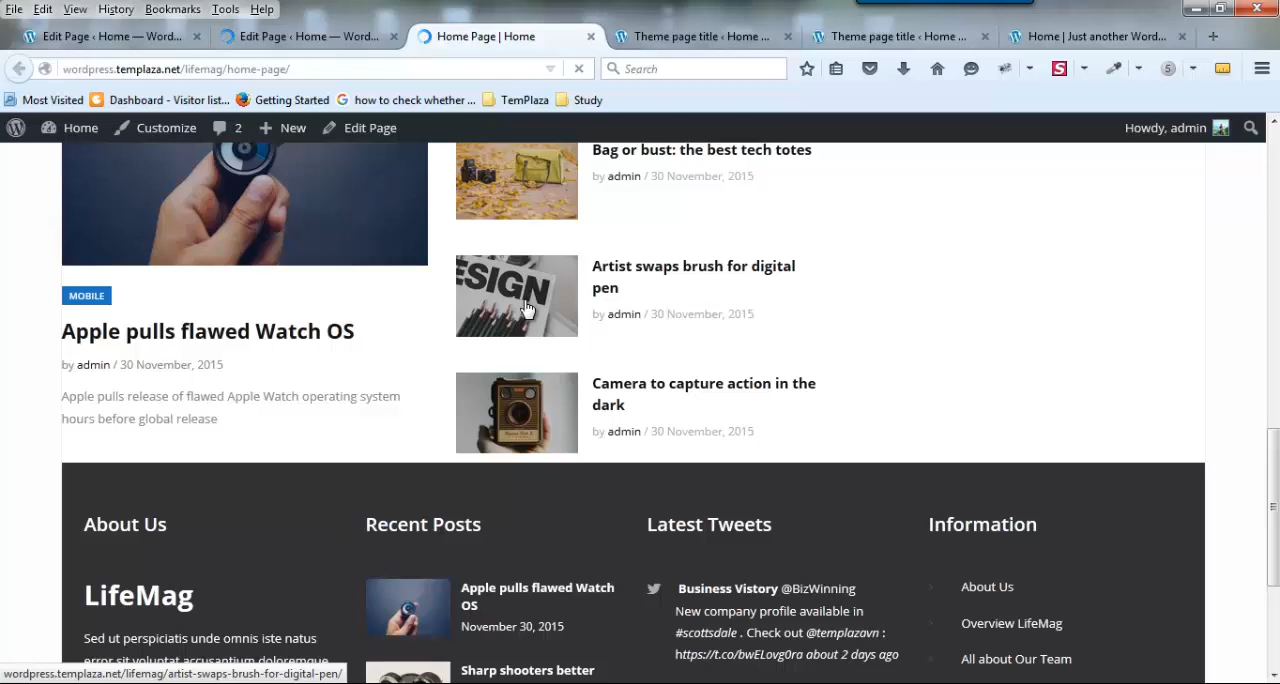 File Edit View History Bookmarks Tools Help
Edit Page ‹ Home — Word... × Edit Page ‹ Home — Word... × Home Page | Home × Theme page title ‹ Home ... × Theme page title ‹ Home ... × Home | Just another Word... × +
wordpress.templaza.net/lifemag/home-page/ Search S 5
Most Visited Dashboard - Visitor list... Getting Started how to check whether ... TemPlaza Study
Home Customize 2 New Edit Page Howdy, admin
Bag or bust: the best tech totes
by admin / 30 November, 2015
ESIGN
Artist swaps brush for digital
pen
by admin / 30 November, 2015
MOBILE
Apple pulls flawed Watch OS
by admin / 30 November, 2015
Apple pulls release of flawed Apple Watch operating system
hours before global release
Camera to capture action in the
dark
by admin / 30 November, 2015
About Us
LifeMag
Sed ut perspiciatis unde omnis iste natus
error sit voluptat accusantium doloremque
Recent Posts
Apple pulls flawed Watch
OS
November 30, 2015
Sharp shooters better
Latest Tweets
Business Vistory @BizWinning
New company profile available in
#scottsdale . Check out @templazavn :
https://t.co/bwELovg0ra about 2 days ago
Information
About Us
Overview LifeMag
All about Our Team
wordpress.templaza.net/lifemag/artist-swaps-brush-for-digital-pen/